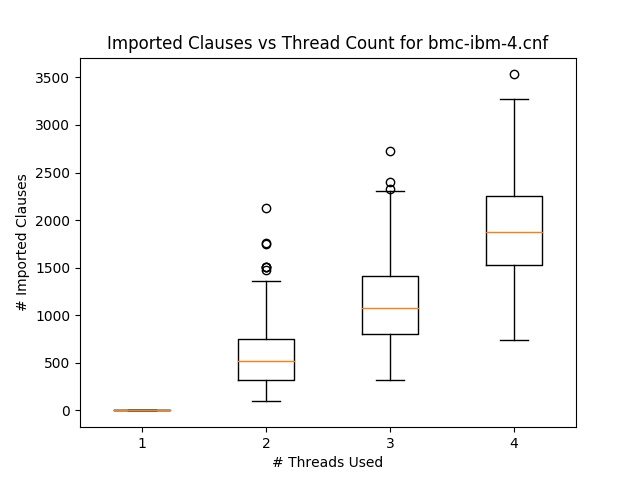 Imported Clauses vs Thread Count for bmc-ibm-4.cnf
3500
3000
2500
2000
1500
1000
500
0
# Imported Clauses
1 2 3 4
# Threads Used